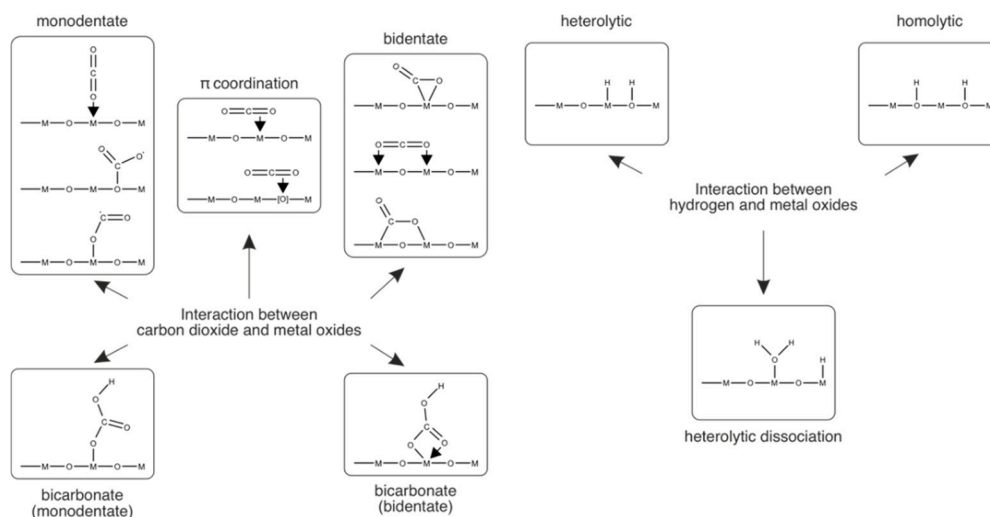 monodentate
O=C=O
—M—O—M—O—M
O
C
O·
—M—O—M—O—M
·C=O
O
—M—O—M—O—M
π coordination
O=C=O
—M—O—M—O—M
O=C=O
—M—O—M—[O]—M
bidentate
O
C—O
—M—O—M—O—M
O=C=O
—M—O—M—O—M
O
C
O
—M—O—M—O—M
Interaction between
carbon dioxide and metal oxides
H
O
C
O
O
—M—O—M—O—M
bicarbonate
(monodentate)
H
O
C
O
O
—M—O—M—O—M
bicarbonate
(bidentate)
heterolytic
H H
—M—O—M—O—M
homolytic
H H
—M—O—M—O—M
Interaction between
hydrogen and metal oxides
H H
O H
—M—O—M—O—M
heterolytic dissociation